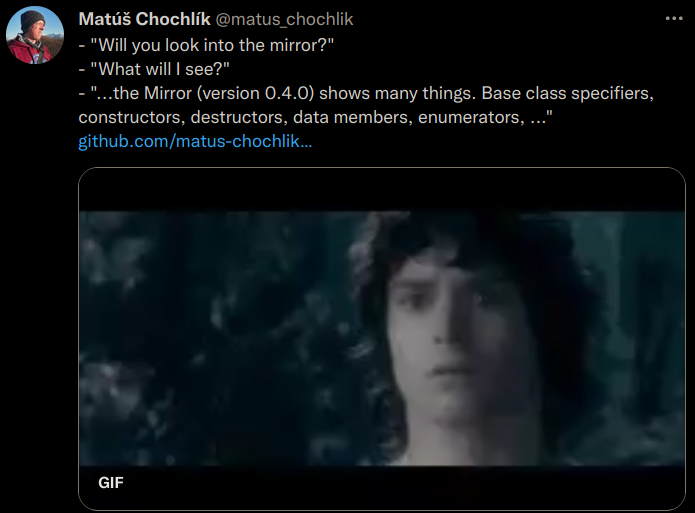 Matúš Chochlík @matus_chochlik
- "Will you look into the mirror?"
- "What will I see?"
- "...the Mirror (version 0.4.0) shows many things. Base class specifiers,
constructors, destructors, data members, enumerators, ..."
github.com/matus-chochlik...
GIF